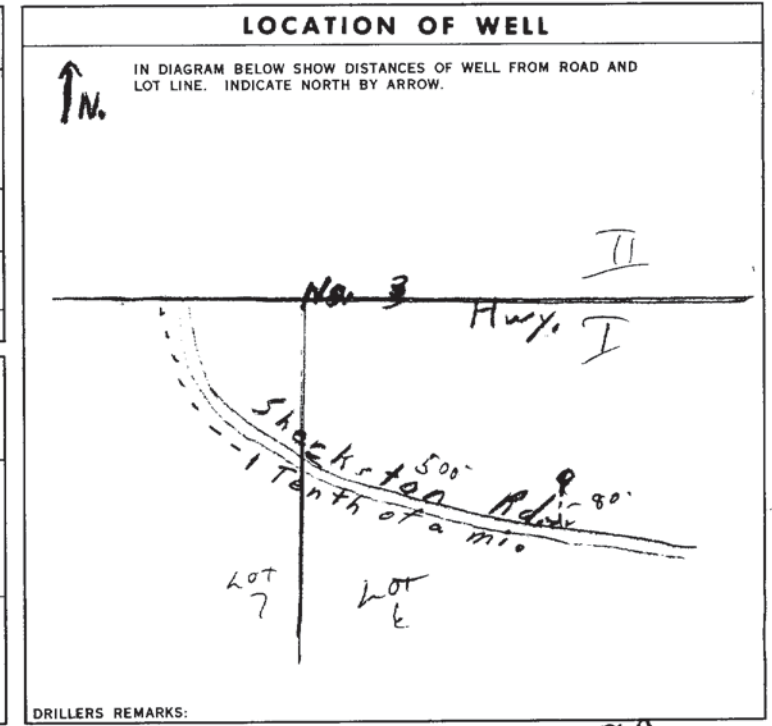 LOCATION OF WELL
IN DIAGRAM BELOW SHOW DISTANCES OF WELL FROM ROAD AND
LOT LINE. INDICATE NORTH BY ARROW.
N.
II
No. 3 Hwy.
I
Sherkston Rd.
500'
80'
1 Tenth of a mi.
Lot
7
Lot
6
DRILLERS REMARKS: